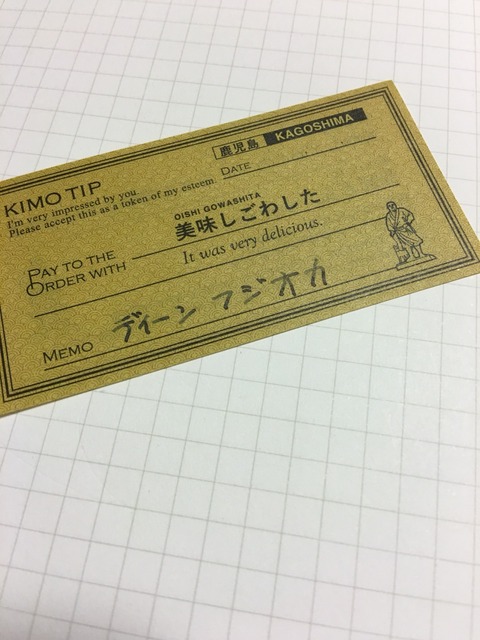 鹿児島 KAGOSHIMA
KIMO TIP
DATE
I'm very impressed by you.
Please accept this as a token of my esteem
OISHI GOWASHITA
PAY TO THE ORDER WITH
美味しごわした
It was very delicious.
MEMO ディーン フジオカ